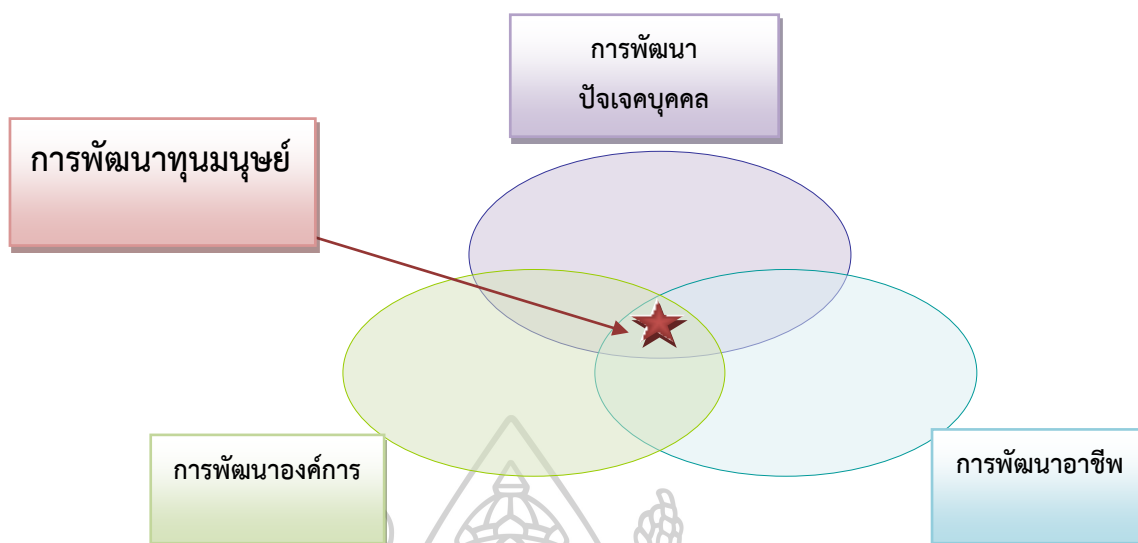 การพัฒนา
ปัจเจคบุคคล
การพัฒนาทุนมนุษย์
การพัฒนาองค์การ
การพัฒนาอาชีพ